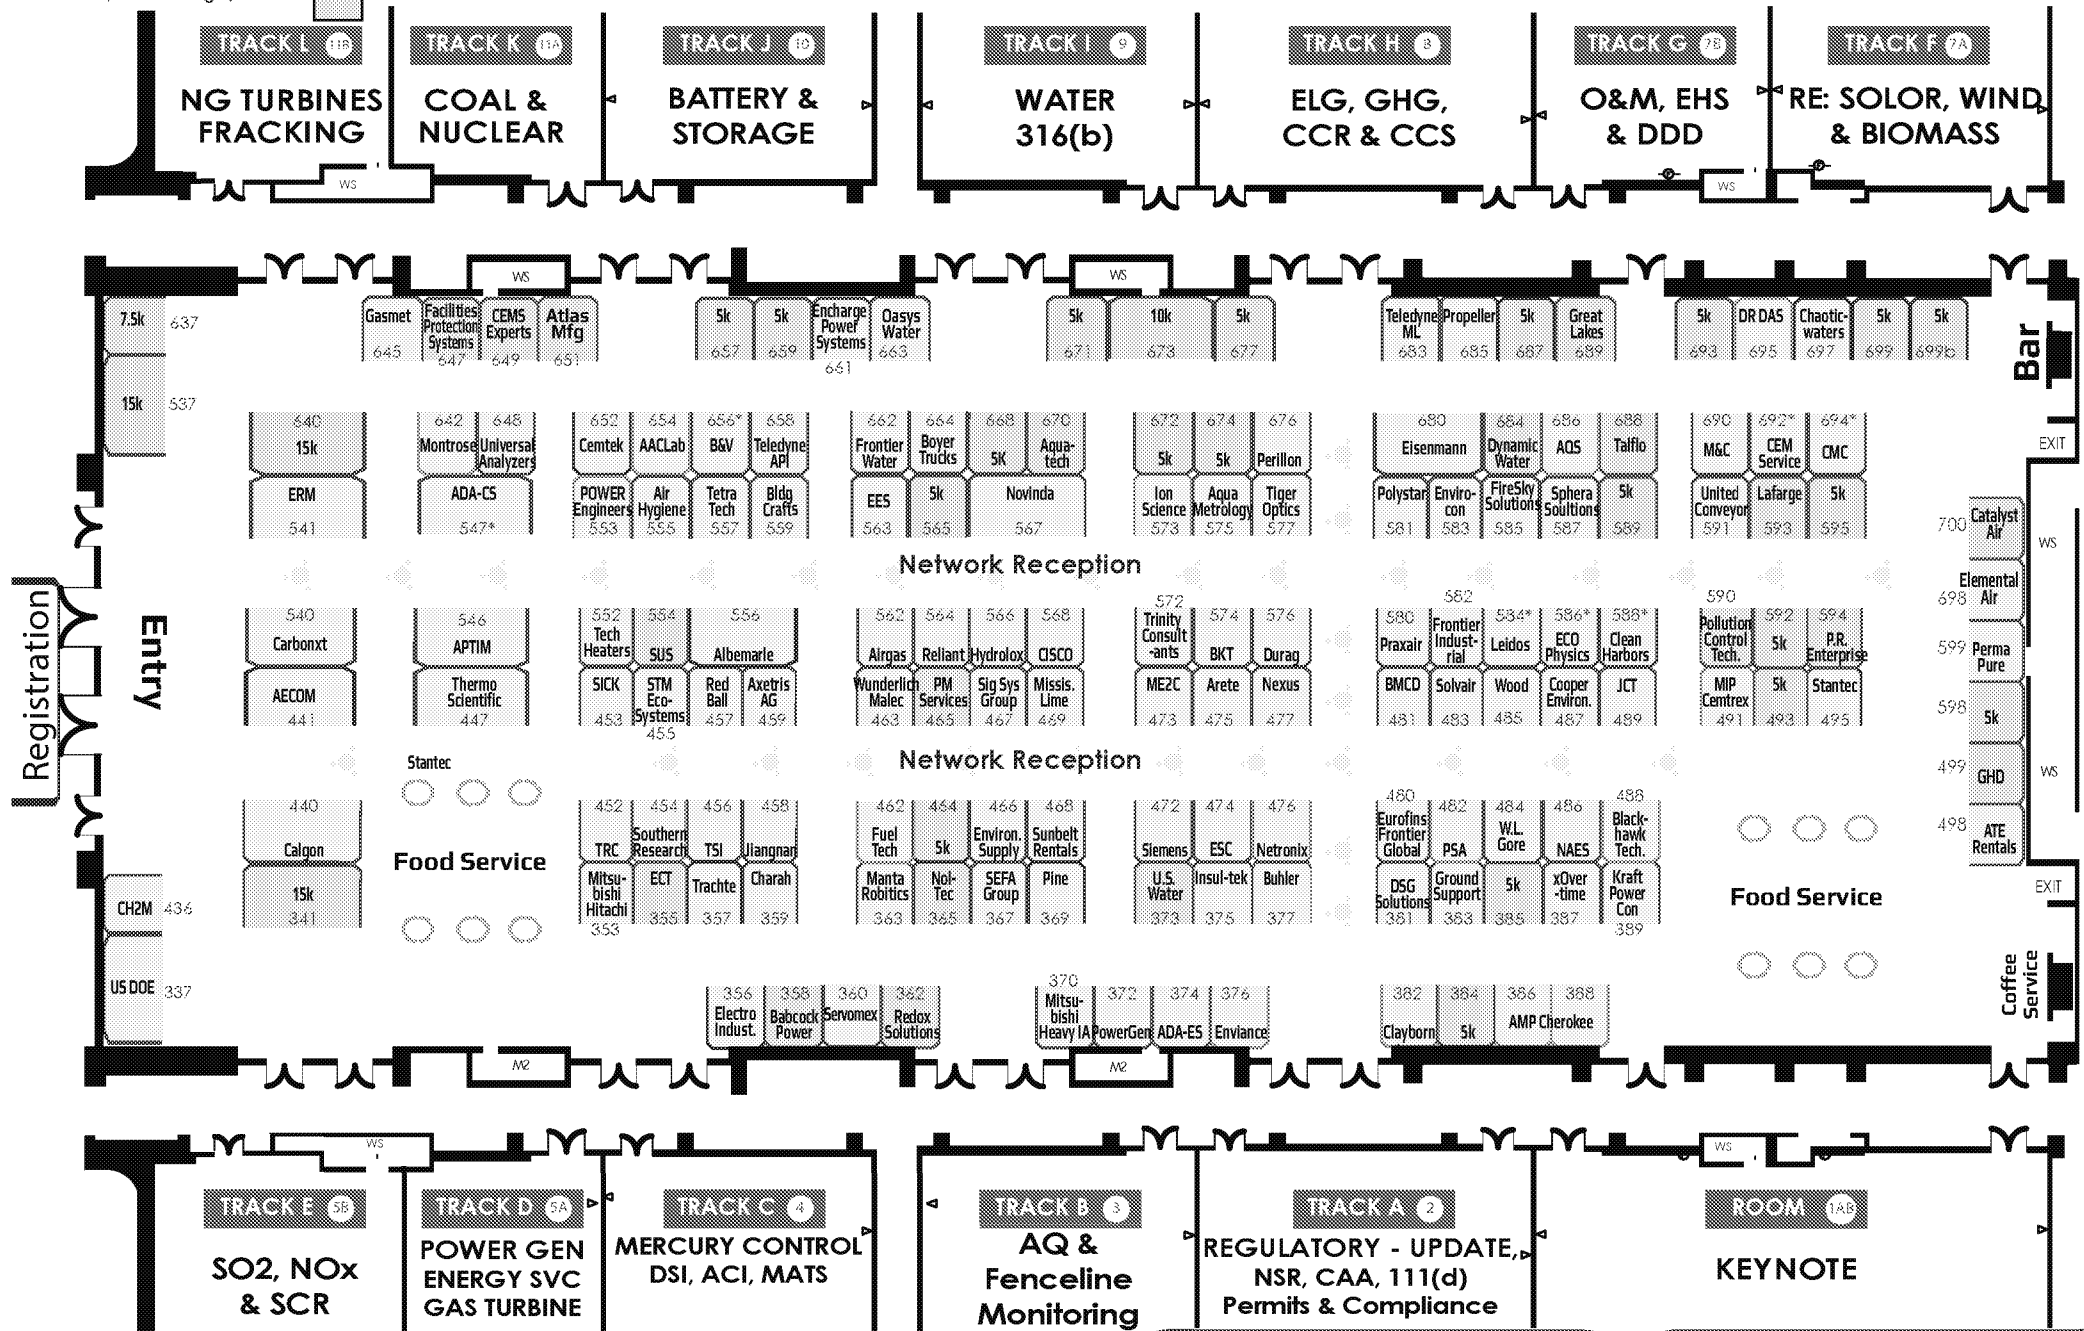 TRACK L 11B
NG TURBINES
FRACKING
TRACK K 11A
COAL &
NUCLEAR
TRACK J 10
BATTERY &
STORAGE
TRACK I 9
WATER
316(b)
TRACK H 8
ELG, GHG,
CCR & CCS
TRACK G 7B
O&M, EHS
& DDD
TRACK F 7A
RE: SOLOR, WIND
& BIOMASS
WS
WS
WS
WS
7.5k 637
15k 537
Gasmet
645
Facilities
Protection
Systems
647
CEMS
Experts
649
Atlas
Mfg
651
5k
657
5k
659
Encharge
Power
Systems
661
Oasys
Water
663
5k
671
10k
673
5k
677
Teledyne
ML
683
Propeller
685
5k
687
Great
Lakes
689
5k
693
DR DAS
695
Chaotic-
waters
697
5k
699
5k
699b
Bar
EXIT
640
15k
642
Montrose
648
Universal
Analyzers
652
Cemtek
654
AACLab
656*
B&V
658
Teledyne
API
662
Frontier
Water
664
Boyer
Trucks
668
5K
670
Aqua-
tech
672
5k
674
5k
676
Perillon
680
Eisenmann
684
Dynamic
Water
686
AQS
688
Talflo
690
M&C
692*
CEM
Service
694*
CMC
ERM
541
ADA-CS
547*
POWER
Engineers
553
Air
Hygiene
555
Tetra
Tech
557
Bldg
Crafts
559
EES
563
5k
565
Novinda
567
Ion
Science
573
Aqua
Metrology
575
Tiger
Optics
577
Polystar
581
Enviro-
con
583
FireSky
Solutions
585
Sphera
Soultions
587
5k
589
United
Conveyor
591
Lafarge
593
5k
595
700 Catalyst
Air
WS
Network Reception
Elemental
698 Air
599 Perma
Pure
598
5k
499
GHD
WS
498 ATE
Rentals
Registration
Entry
540
Carbonxt
546
APTIM
552
Tech
Heaters
554
SUS
556
Albemarle
562
Airgas
564
Reliant
566
Hydrolox
568
CISCO
572
Trinity
Consult
-ants
574
BKT
576
Durag
580
Praxair
582
Frontier
Indust-
rial
584*
Leidos
586*
ECO
Physics
588*
Clean
Harbors
590
Pollution
Control
Tech.
592
5k
594
P.R.
Enterprise
AECOM
441
Thermo
Scientific
447
SICK
453
STM
Eco-
Systems
455
Red
Ball
457
Axetris
AG
459
Wunderlich
Malec
463
PM
Services
465
Sig Sys
Group
467
Missis.
Lime
469
ME2C
473
Arete
475
Nexus
477
BMCD
481
Solvair
483
Wood
485
Cooper
Environ.
487
JCT
489
MIP
Cemtrex
491
5k
493
Stantec
495
Stantec
Network Reception
440
Calgon
Food Service
452
TRC
454
Southern
Research
456
TSI
458
Jiangnan
462
Fuel
Tech
464
5k
466
Environ.
Supply
468
Sunbelt
Rentals
472
Siemens
474
ESC
476
Netronix
480
Eurofins
Frontier
Global
482
PSA
484
W.L.
Gore
486
NAES
488
Black-
hawk
Tech.
15k
341
Mitsu-
bishi
Hitachi
353
ECT
355
Trachte
357
Charah
359
Manta
Robitics
363
Nol-
Tec
365
SEFA
Group
367
Pine
369
U.S.
Water
373
Insul-tek
375
Buhler
377
DSG
Solutions
381
Ground
Support
383
5k
385
xOver
-time
387
Kraft
Power
Con
389
Food Service
EXIT
CH2M 436
US DOE 337
356
Electro
Indust.
358
Babcock
Power
360
Servomex
362
Redox
Solutions
370
Mitsu-
bishi
Heavy IA
372
PowerGen
374
ADA-ES
376
Enviance
382
Clayborn
384
5k
386 388
AMP Cherokee
Coffee
Service
M2
M2
WS
WS
TRACK E 5B
SO2, NOx
& SCR
TRACK D 5A
POWER GEN
ENERGY SVC
GAS TURBINE
TRACK C 4
MERCURY CONTROL
DSI, ACI, MATS
TRACK B 3
AQ &
Fenceline
Monitoring
TRACK A 2
REGULATORY - UPDATE,
NSR, CAA, 111(d)
Permits & Compliance
ROOM 1AB
KEYNOTE